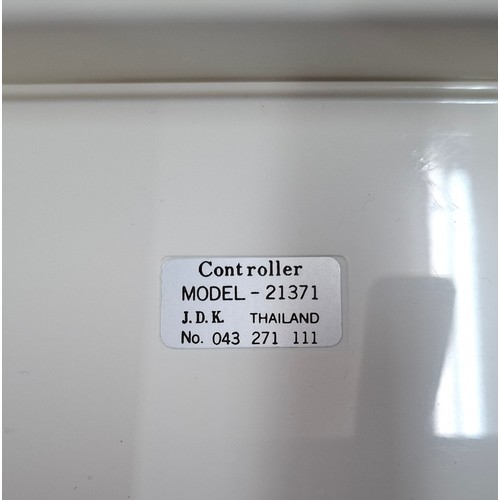 Controller
MODEL - 21371
J.D.K. THAILAND
No. 043 271 111